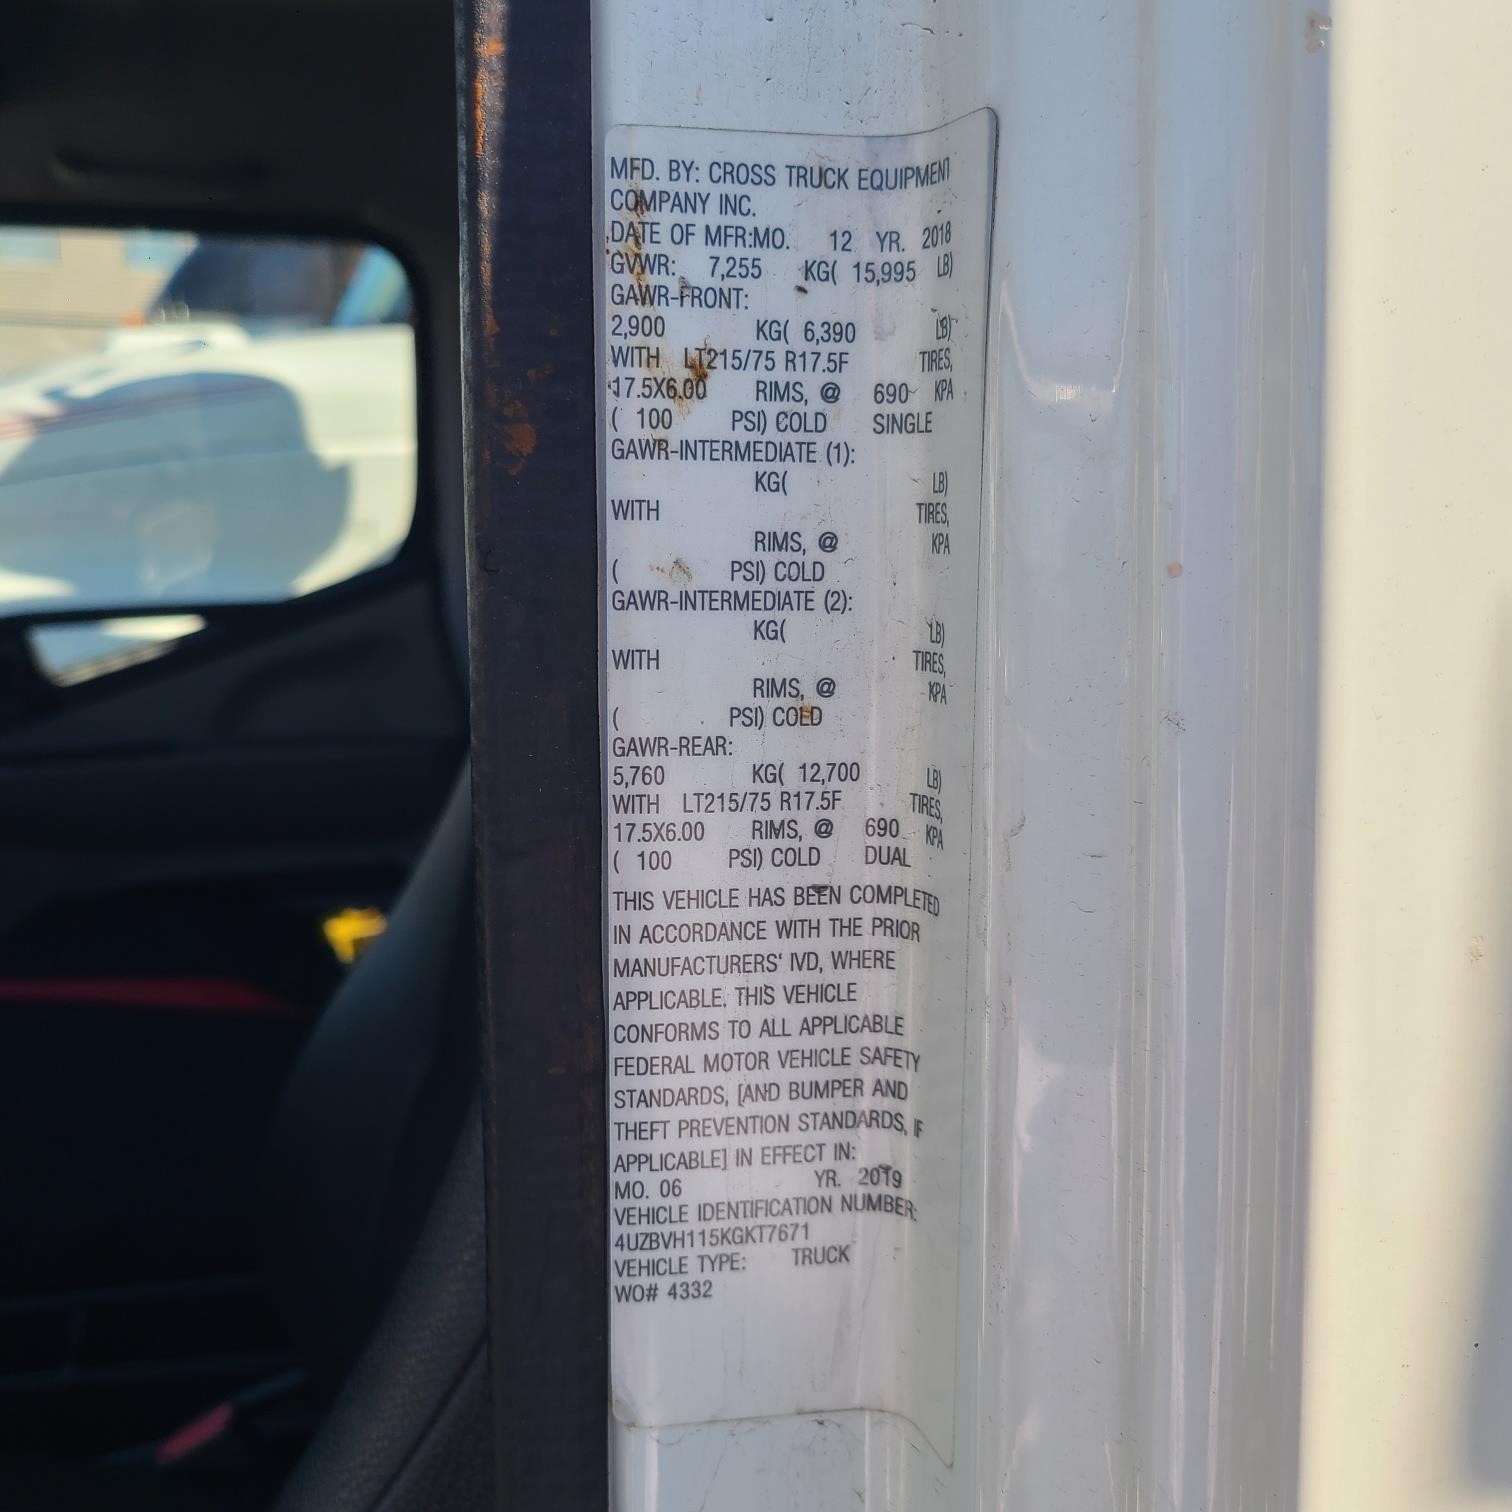 MFD. BY: CROSS TRUCK EQUIPMENT
COMPANY INC.
DATE OF MFR:MO. 12 YR. 2018
GVWR: 7,255 KG( 15,995 LB)
GAWR-FRONT:
2,900 KG( 6,390 LB)
WITH LT215/75 R17.5F TIRES,
17.5X6.00 RIMS, @ 690 KPA
( 100 PSI) COLD SINGLE
GAWR-INTERMEDIATE (1):
KG( LB)
WITH TIRES,
RIMS, @ KPA
( PSI) COLD
GAWR-INTERMEDIATE (2):
KG( LB)
WITH TIRES,
RIMS, @ KPA
( PSI) COLD
GAWR-REAR:
5,760 KG( 12,700 LB)
WITH LT215/75 R17.5F TIRES,
17.5X6.00 RIMS, @ 690 KPA
( 100 PSI) COLD DUAL
THIS VEHICLE HAS BEEN COMPLETED
IN ACCORDANCE WITH THE PRIOR
MANUFACTURERS' IVD, WHERE
APPLICABLE. THIS VEHICLE
CONFORMS TO ALL APPLICABLE
FEDERAL MOTOR VEHICLE SAFETY
STANDARDS, [AND BUMPER AND
THEFT PREVENTION STANDARDS, IF
APPLICABLE] IN EFFECT IN:
MO. 06 YR. 2019
VEHICLE IDENTIFICATION NUMBER:
4UZBVH115KGKT7671
VEHICLE TYPE: TRUCK
WO# 4332